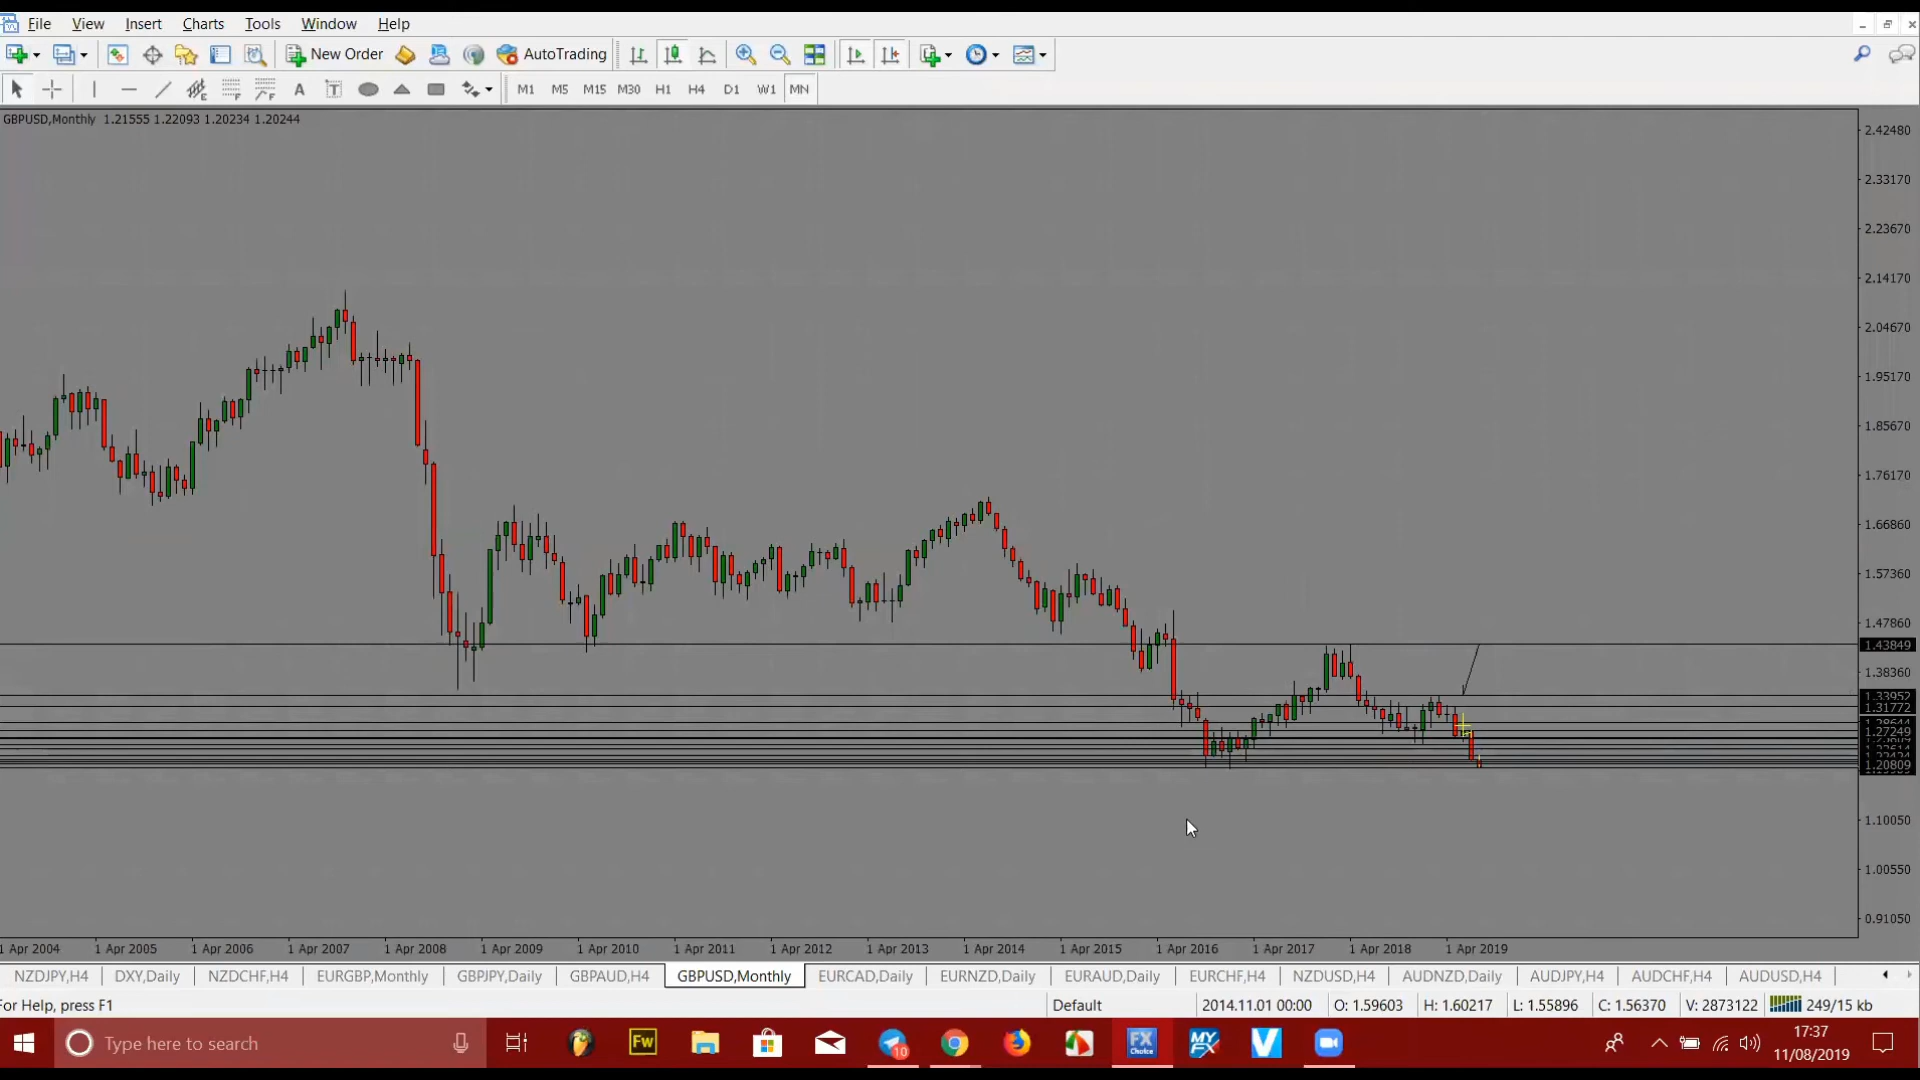 File View Insert Charts Tools Window Help
New Order AutoTrading
A T M1 M5 M15 M30 H1 H4 D1 W1 MN
GBPUSD,Monthly 1.21555 1.22093 1.20234 1.20244
2.42480
2.33170
2.23670
2.14170
2.04670
1.95170
1.85670
1.76170
1.66860
1.57360
1.47860
1.43849
1.38360
1.33952
1.31772
1.27249
1.20809
1.10050
1.00550
0.91050
1 Apr 2004 1 Apr 2005 1 Apr 2006 1 Apr 2007 1 Apr 2008 1 Apr 2009 1 Apr 2010 1 Apr 2011 1 Apr 2012 1 Apr 2013 1 Apr 2014 1 Apr 2015 1 Apr 2016 1 Apr 2017 1 Apr 2018 1 Apr 2019
NZDJPY,H4 DXY,Daily NZDCHF,H4 EURGBP,Monthly GBPJPY,Daily GBPAUD,H4 GBPUSD,Monthly EURCAD,Daily EURNZD,Daily EURAUD,Daily EURCHF,H4 NZDUSD,H4 AUDNZD,Daily AUDJPY,H4 AUDCHF,H4 AUDUSD,H4
For Help, press F1 Default 2014.11.01 00:00 O: 1.59603 H: 1.60217 L: 1.55896 C: 1.56370 V: 2873122 249/15 kb
Type here to search Fw 10 FX Choice MY FX V 17:37
11/08/2019